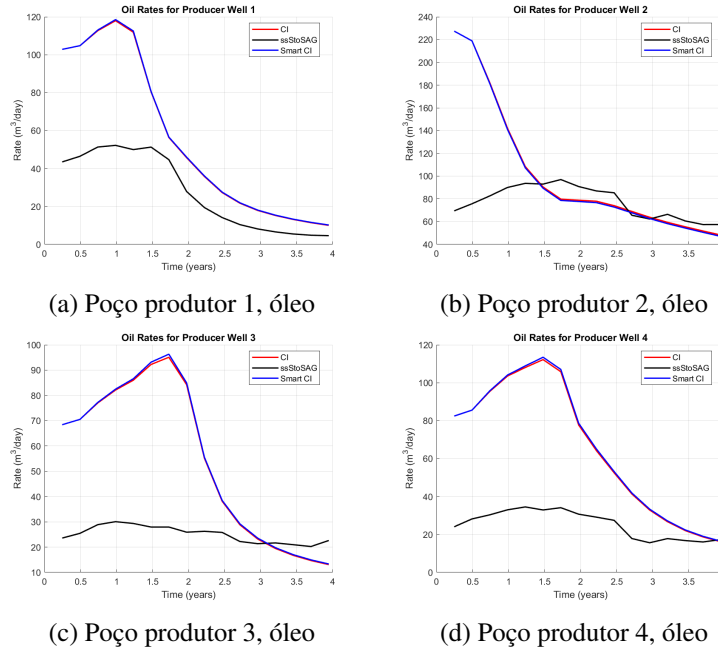 Oil Rates for Producer Well 1
120
100
80
60
40
20
0
Rate (m³/day)
0 0.5 1 1.5 2 2.5 3 3.5 4
Time (years)
CI
ssStoSAG
Smart CI
(a) Poço produtor 1, óleo
Oil Rates for Producer Well 2
240
220
200
180
160
140
120
100
80
60
40
Rate (m³/day)
0 0.5 1 1.5 2 2.5 3 3.5
Time (years)
CI
ssStoSAG
Smart CI
(b) Poço produtor 2, óleo
Oil Rates for Producer Well 3
100
90
80
70
60
50
40
30
20
10
Rate (m³/day)
0 0.5 1 1.5 2 2.5 3 3.5 4
Time (years)
CI
ssStoSAG
Smart CI
(c) Poço produtor 3, óleo
Oil Rates for Producer Well 4
120
100
80
60
40
20
0
Rate (m³/day)
0 0.5 1 1.5 2 2.5 3 3.5
Time (years)
CI
ssStoSAG
Smart CI
(d) Poço produtor 4, óleo